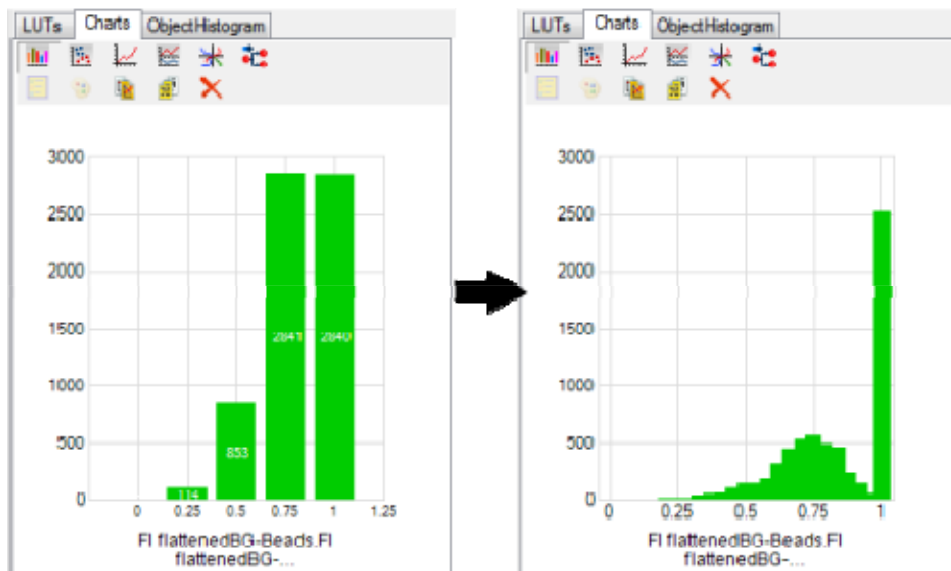 LUTs Charts ObjectHistogram
3000
2500
2000
1500
1000
500
0
114
853
2841
2840
0 0.25 0.5 0.75 1 1.25
FI flattenedBG-Beads.FI
flattenedBG-...
LUTs Charts ObjectHistogram
3000
2500
2000
1500
1000
500
0
0 0.25 0.5 0.75 1
FI flattenedBG-Beads.FI
flattenedBG-...